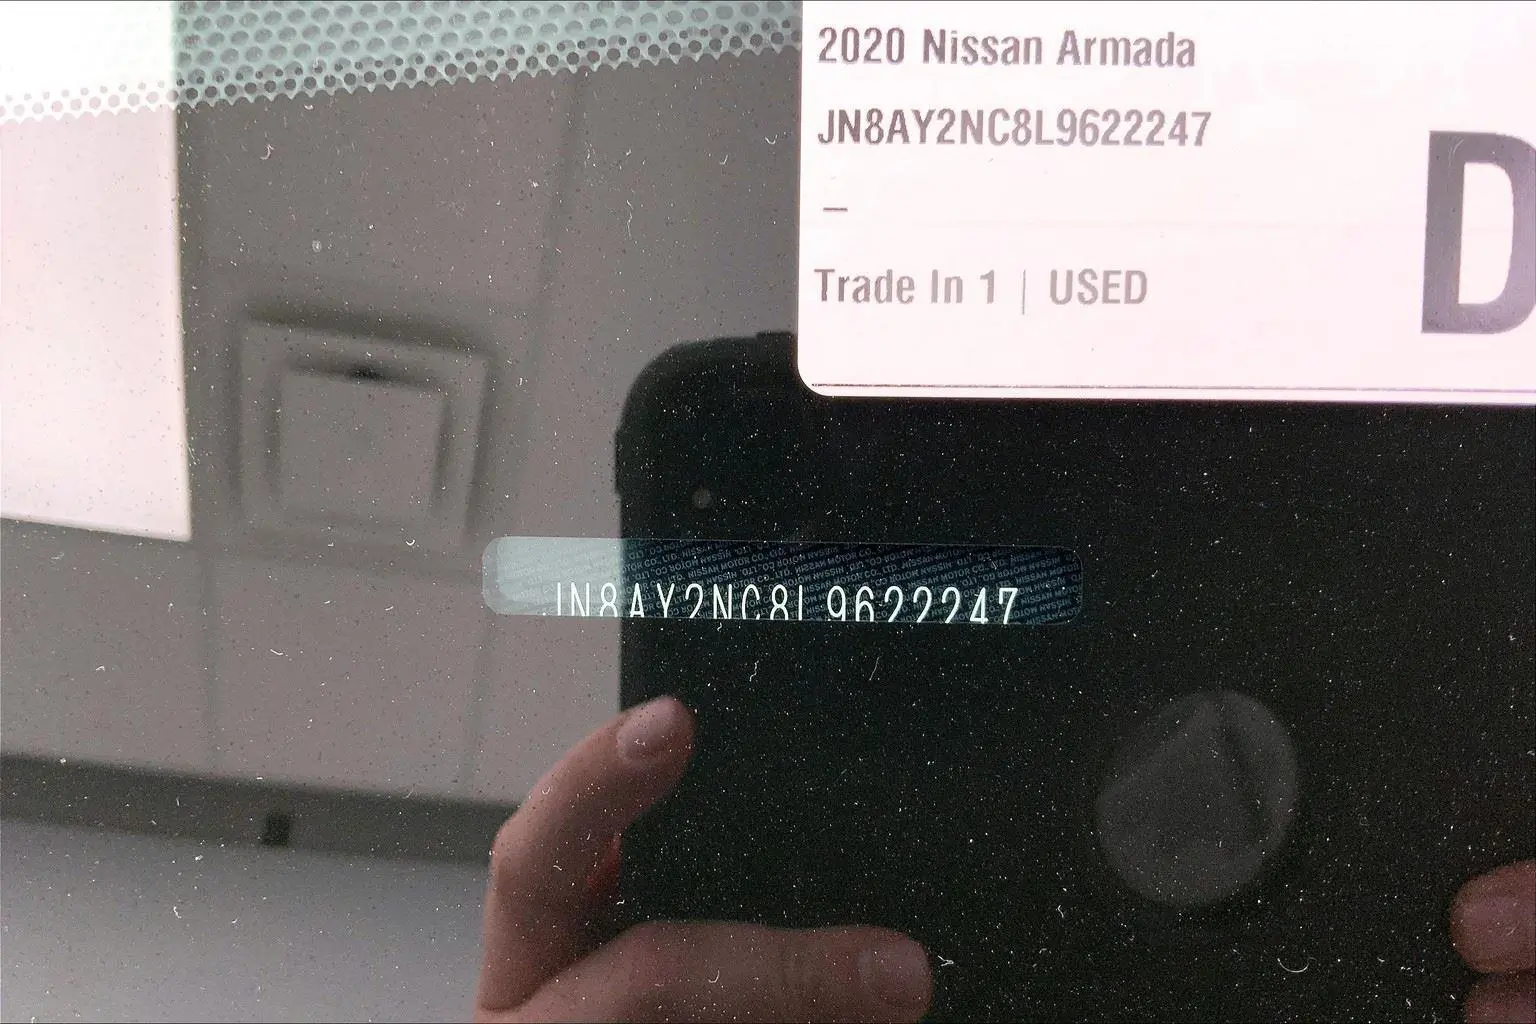 2020 Nissan Armada
JN8AY2NC8L9622247
–
Trade In 1 | USED
D
JN8AY2NC8L9622247